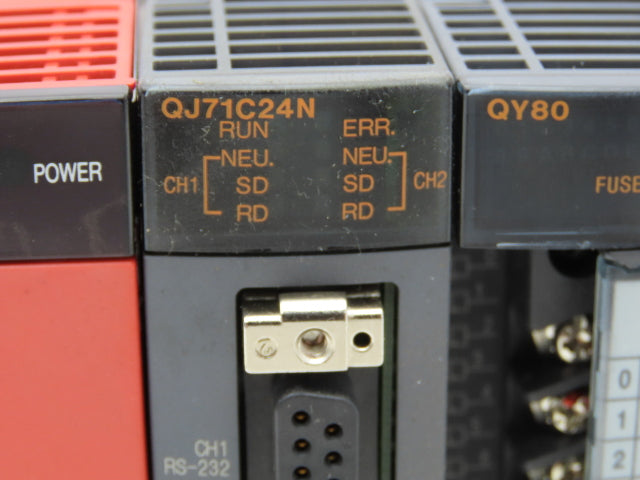 POWER
QJ71C24N
RUN ERR.
NEU. NEU.
CH1 SD SD CH2
RD RD
CH1
RS-232
QY80
FUSE
0
1
2